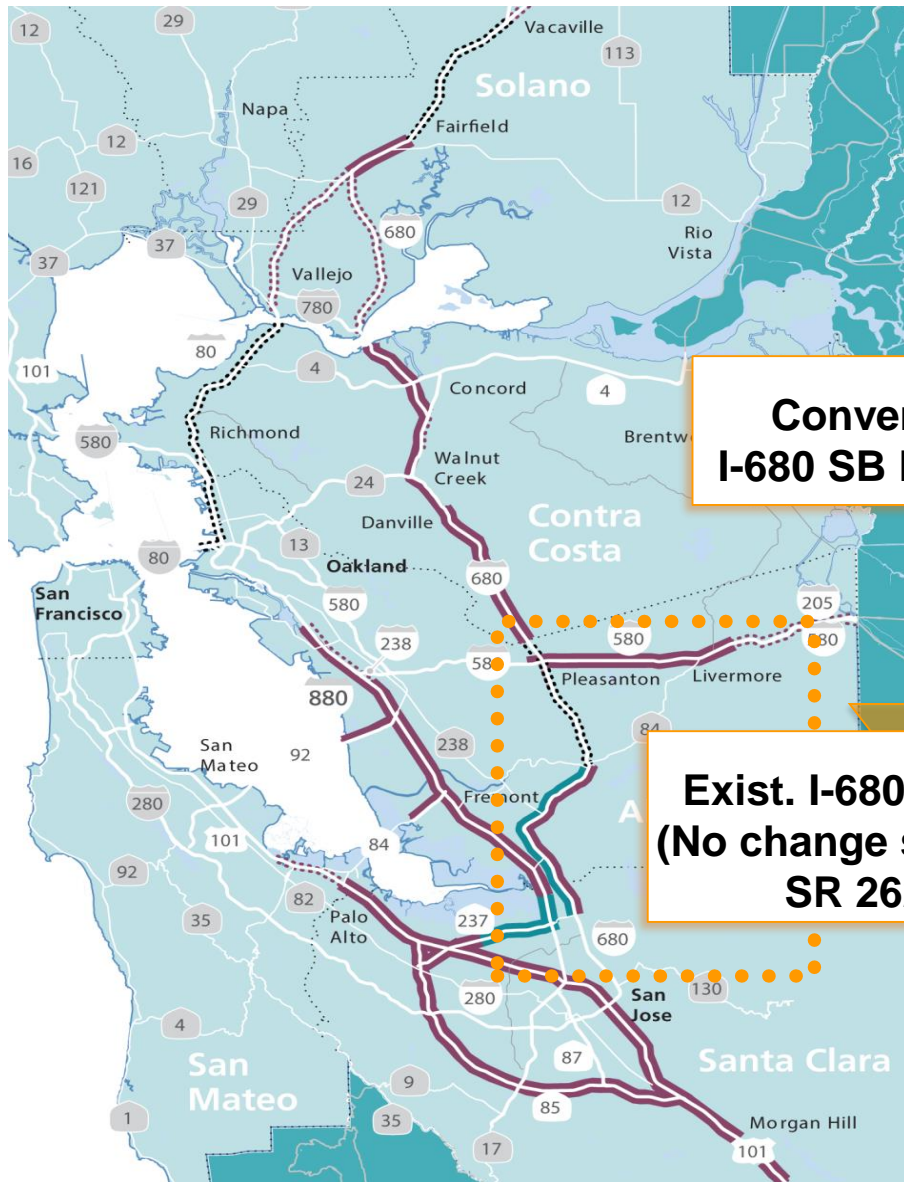 29
Vacaville
12
113
Solano
Napa
Fairfield
12
16
121
29
12
680
Rio
Vista
37
37
Vallejo
780
80
101
4
Concord
4
Conver
I-680 SB
Richmond
580
Brentw
Walnut
Creek
24
Danville
Contra
Costa
13
80
Oakland
680
San
Francisco
580
205
580
580
238
580
Pleasanton
Livermore
880
84
San
Mateo
92
238
Exist. I-680
(No change s
SR 26
Fremont
A
280
101
84
92
82
35
Palo
Alto
237
680
280
130
San
Jose
4
87
Santa Clara
San
Mateo
9
85
1
35
Morgan Hill
17
101